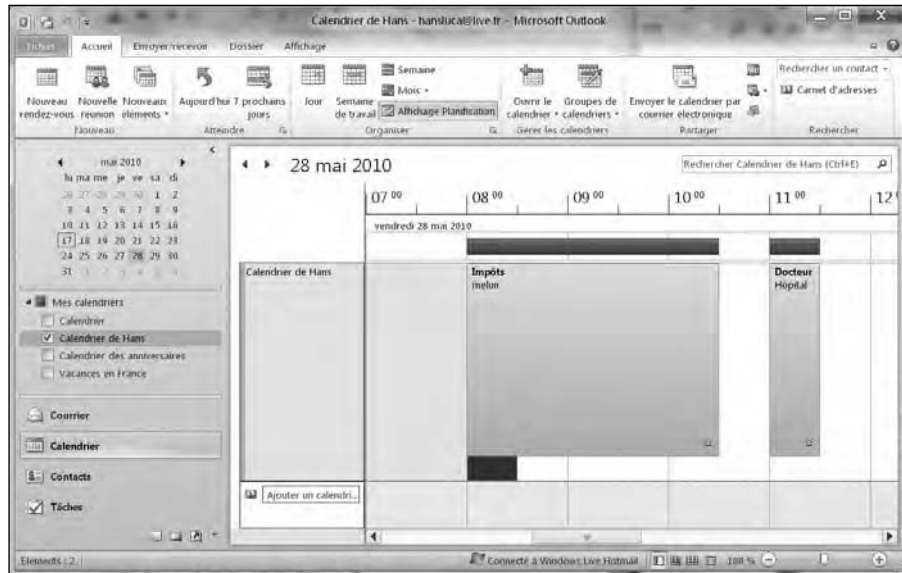 Calendrier de Hans - hansluca@live.fr - Microsoft Outlook
Fichier Accueil Envoyer/recevoir Dossier Affichage
Nouveau rendez-vous
Nouvelle réunion
Nouveaux éléments
Aujourd'hui
7 prochains jours
Jour
Semaine de travail
Semaine
Mois
Affichage Planification
Ouvrir le calendrier
Groupes de calendriers
Envoyer le calendrier par courrier électronique
Rechercher un contact
Carnet d'adresses
Nouveau
Atteindre
Organiser
Gérer les calendriers
Partager
Rechercher
mai 2010
lu ma me je ve sa di
26 27 28 29 30 1 2
3 4 5 6 7 8 9
10 11 12 13 14 15 16
17 18 19 20 21 22 23
24 25 26 27 28 29 30
31 1 2 3 4 5 6
Mes calendriers
Calendrier
Calendrier de Hans
Calendrier des anniversaires
Vacances en France
Courrier
Calendrier
Contacts
Tâches
28 mai 2010
Rechercher Calendrier de Hans (Ctrl+E)
07 00 08 00 09 00 10 00 11 00 12
vendredi 28 mai 2010
Calendrier de Hans
Impôts
melun
Docteur
Hôpital
Ajouter un calendri...
Éléments : 2
Connecté à Windows Live Hotmail
100 %